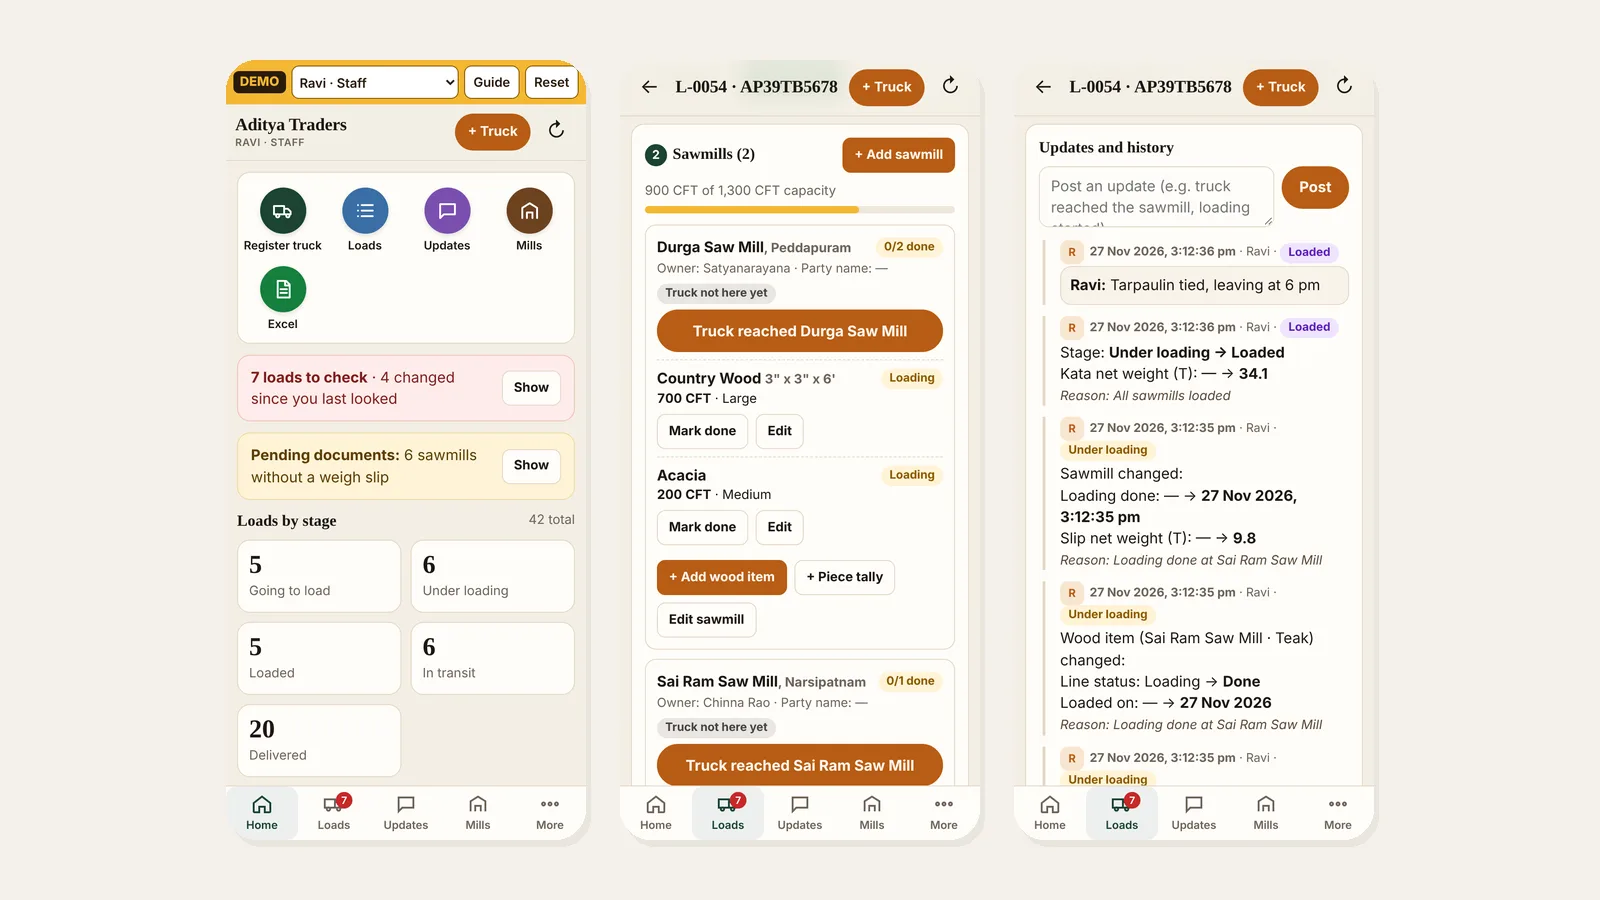 DEMO
Ravi · Staff
Guide
Reset
Aditya Traders
RAVI · STAFF
+ Truck
Register truck
Loads
Updates
Mills
Excel
7 loads to check · 4 changed
since you last looked
Show
Pending documents: 6 sawmills
without a weigh slip
Show
Loads by stage
42 total
5
Going to load
6
Under loading
5
Loaded
6
In transit
20
Delivered
Home
7
Loads
Updates
Mills
More
L-0054 · AP39TB5678
+ Truck
2 Sawmills (2)
+ Add sawmill
900 CFT of 1,300 CFT capacity
Durga Saw Mill, Peddapuram
0/2 done
Owner: Satyanarayana · Party name: —
Truck not here yet
Truck reached Durga Saw Mill
Country Wood 3" x 3" x 6'
Loading
700 CFT · Large
Mark done
Edit
Acacia
Loading
200 CFT · Medium
Mark done
Edit
+ Add wood item
+ Piece tally
Edit sawmill
Sai Ram Saw Mill, Narsipatnam
0/1 done
Owner: Chinna Rao · Party name: —
Truck not here yet
Truck reached Sai Ram Saw Mill
Home
7
Loads
Updates
Mills
More
L-0054 · AP39TB5678
+ Truck
Updates and history
Post an update (e.g. truck
reached the sawmill, loading
started)
Post
R 27 Nov 2026, 3:12:36 pm · Ravi · Loaded
Ravi: Tarpaulin tied, leaving at 6 pm
R 27 Nov 2026, 3:12:36 pm · Ravi · Loaded
Stage: Under loading → Loaded
Kata net weight (T): — → 34.1
Reason: All sawmills loaded
R 27 Nov 2026, 3:12:35 pm · Ravi ·
Under loading
Sawmill changed:
Loading done: — → 27 Nov 2026,
3:12:35 pm
Slip net weight (T): — → 9.8
Reason: Loading done at Sai Ram Saw Mill
R 27 Nov 2026, 3:12:35 pm · Ravi ·
Under loading
Wood item (Sai Ram Saw Mill · Teak)
changed:
Line status: Loading → Done
Loaded on: — → 27 Nov 2026
Reason: Loading done at Sai Ram Saw Mill
R 27 Nov 2026, 3:12:35 pm · Ravi ·
Under loading
Home
7
Loads
Updates
Mills
More